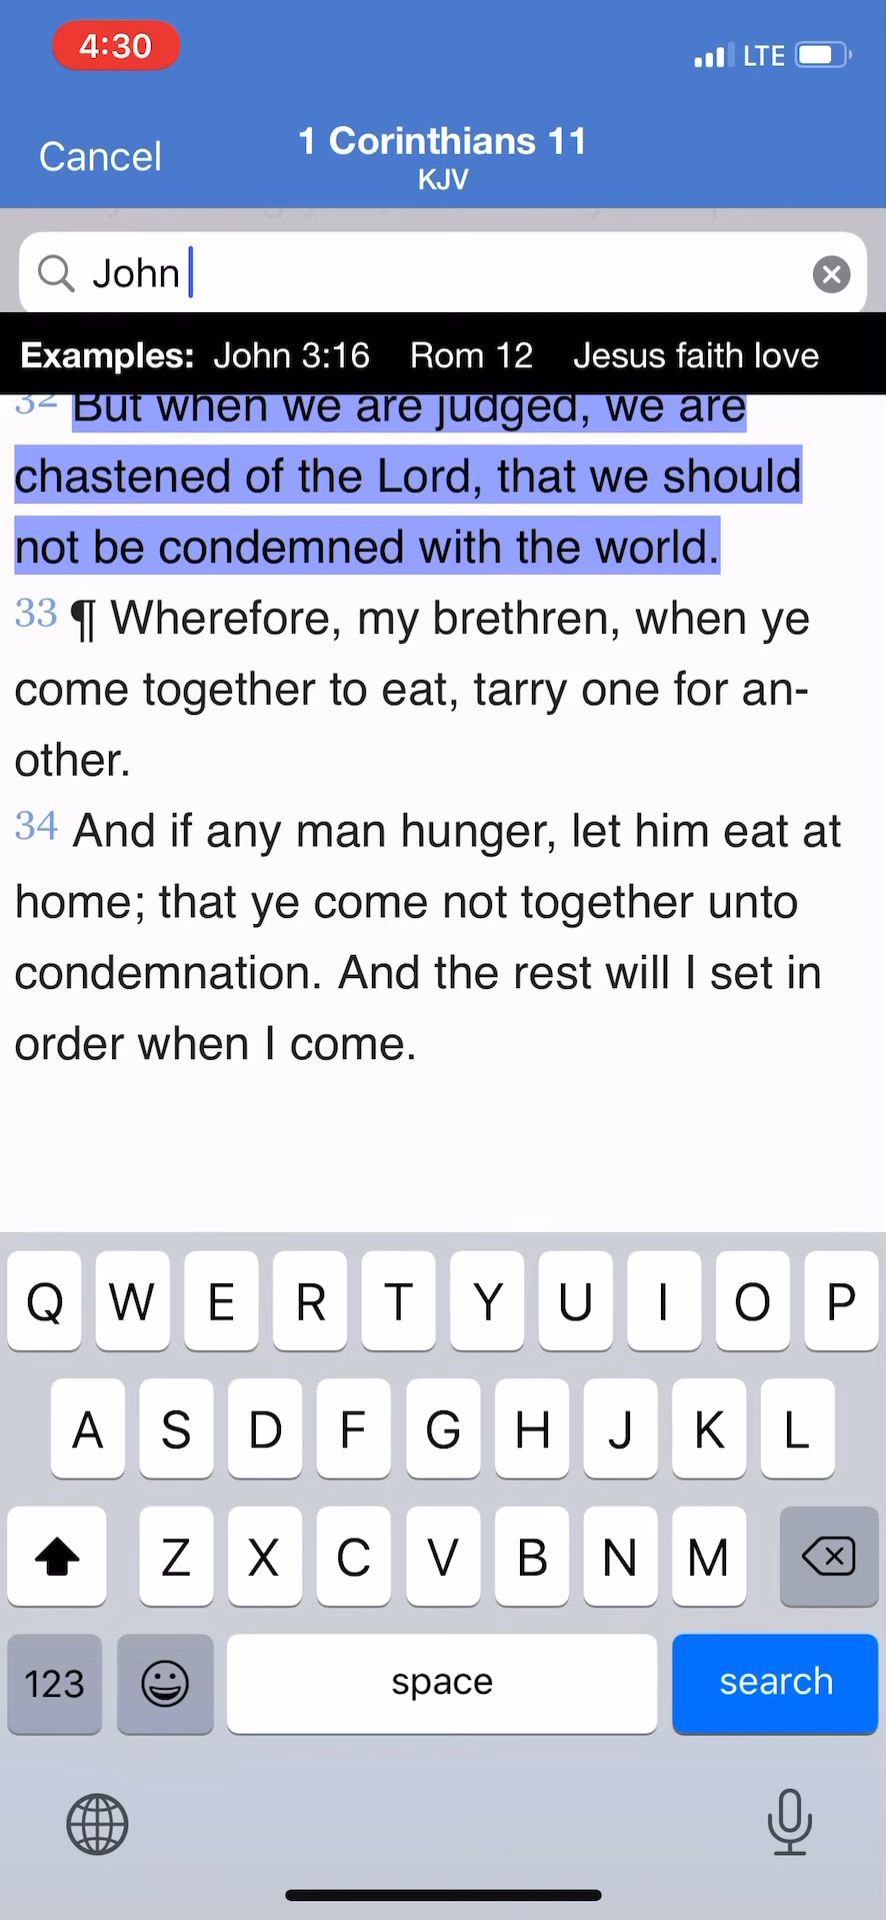 4:30
LTE
Cancel
1 Corinthians 11
KJV
John
Examples: John 3:16 Rom 12 Jesus faith love
32 But when we are judged, we are
chastened of the Lord, that we should
not be condemned with the world.
33 ¶ Wherefore, my brethren, when ye
come together to eat, tarry one for an-
other.
34 And if any man hunger, let him eat at
home; that ye come not together unto
condemnation. And the rest will I set in
order when I come.
Q W E R T Y U I O P
A S D F G H J K L
Z X C V B N M
123 space search